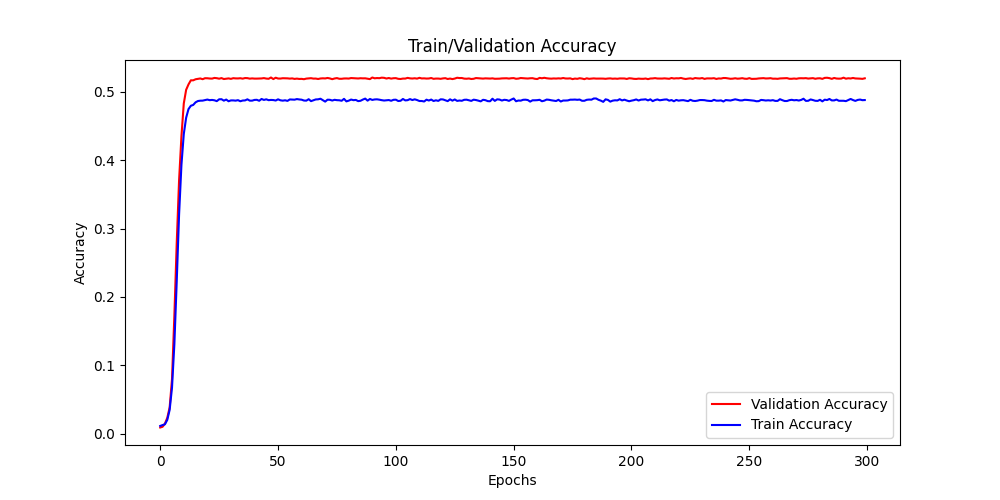 Train/Validation Accuracy
0.5
0.4
0.3
0.2
0.1
0.0
Accuracy
0 50 100 150 200 250 300
Epochs
Validation Accuracy
Train Accuracy